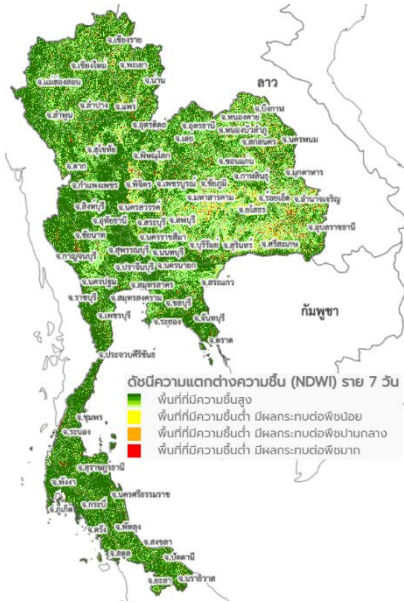 จ.เชียงราย
จ.เชียงใหม่
จ.พะเยา
จ.แม่ฮ่องสอน
จ.น่าน
ลาว
จ.ลำปาง
จ.แพร่
จ.บึงกาฬ
จ.ลำพูน
จ.อุตรดิตถ์
จ.อุดรธานี
จ.หนองคาย
จ.หนองบัวลำภู
จ.เลย
จ.สกลนคร
จ.นครพนม
จ.สุโขทัย
จ.ตาก
จ.พิษณุโลก
จ.ขอนแก่น
จ.กาฬสินธุ์
จ.มุกดาหาร
จ.กำแพงเพชร
จ.พิจิตร
จ.เพชรบูรณ์
จ.ชัยภูมิ
จ.มหาสารคาม
จ.ร้อยเอ็ด
จ.อำนาจเจริญ
จ.สิงห์บุรี
จ.นครสวรรค์
จ.ยโสธร
จ.อุทัยธานี
จ.สระบุรี
จ.ลพบุรี
จ.อุบลราชธานี
จ.ชัยนาท
จ.นครราชสีมา
จ.บุรีรัมย์
จ.สุรินทร์
จ.ศรีสะเกษ
จ.สุพรรณบุรี
จ.นนทบุรี
จ.กาญจนบุรี
จ.ปราจีนบุรี
จ.นครนายก
จ.นครปฐม
จ.สมุทรสาคร
จ.สระแก้ว
จ.ราชบุรี
จ.สมุทรสงคราม
จ.ชลบุรี
จ.เพชรบุรี
จ.ระยอง
จ.จันทบุรี
กัมพูชา
จ.ตราด
จ.ประจวบคีรีขันธ์
ดัชนีความแตกต่างความชื้น (NDWI) ราย 7 วัน
พื้นที่ที่มีความชื้นสูง
พื้นที่ที่มีความชื้นต่ำ มีผลกระทบต่อพืชน้อย
พื้นที่ที่มีความชื้นต่ำ มีผลกระทบต่อพืชปานกลาง
พื้นที่ที่มีความชื้นต่ำ มีผลกระทบต่อพืชมาก
จ.ชุมพร
จ.ระนอง
จ.สุราษฎร์ธานี
จ.พังงา
จ.นครศรีธรรมราช
จ.กระบี่
จ.ภูเก็ต
จ.ตรัง
จ.พัทลุง
จ.สงขลา
จ.สตูล
จ.ปัตตานี
จ.ยะลา
จ.นราธิวาส